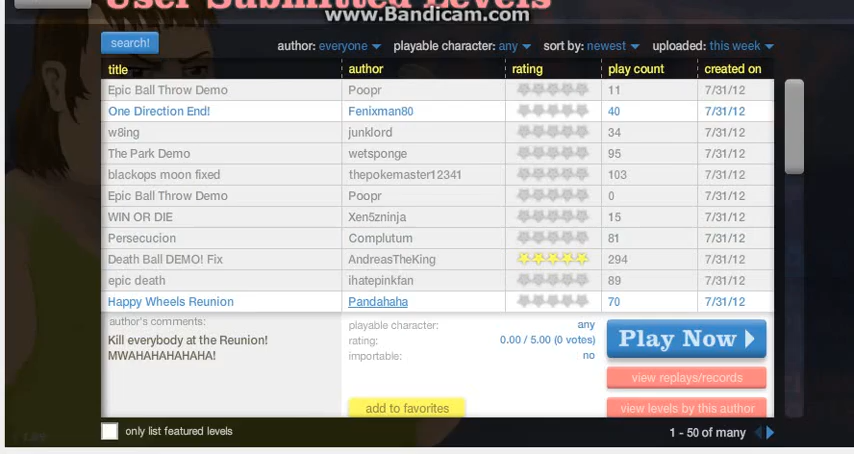 User Submitted Levels
www.Bandicam.com
search!
author: everyone playable character: any sort by: newest uploaded: this week
title author rating play count created on
Epic Ball Throw Demo Poopr 11 7/31/12
One Direction End! Fenixman80 40 7/31/12
w8ing junklord 34 7/31/12
The Park Demo wetsponge 95 7/31/12
blackops moon fixed thepokemaster12341 103 7/31/12
Epic Ball Throw Demo Poopr 0 7/31/12
WIN OR DIE Xen5zninja 15 7/31/12
Persecucion Complutum 81 7/31/12
Death Ball DEMO! Fix AndreasTheKing 294 7/31/12
epic death ihatepinkfan 89 7/31/12
Happy Wheels Reunion Pandahaha 70 7/31/12
author's comments:
Kill everybody at the Reunion!
MWAHAHAHAHAHA!
playable character: any
rating: 0.00 / 5.00 (0 votes)
importable: no
add to favorites
Play Now
view replays/records
view levels by this author
only list featured levels
1 - 50 of many